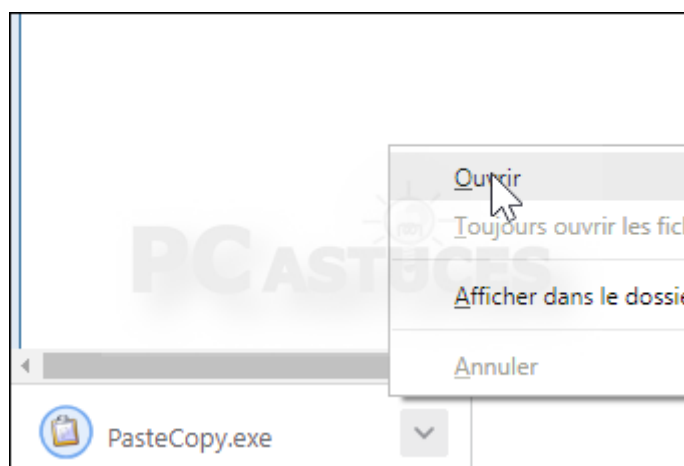 Ouvrir
Toujours ouvrir les fich
PC ASTUCES
Afficher dans le dossie
Annuler
PasteCopy.exe